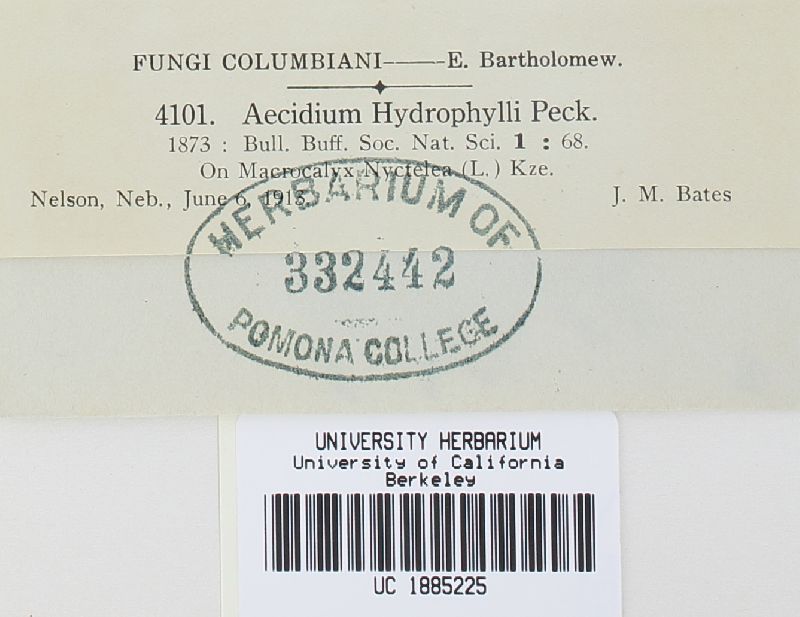 FUNGI COLUMBIANI——E. Bartholomew.
4101. Aecidium Hydrophylli Peck.
1873 : Bull. Buff. Soc. Nat. Sci. 1 : 68.
On Macrocalyx Nyctelea (L.) Kze.
Nelson, Neb., June 6, 1913. J. M. Bates
HERBARIUM OF
332442
POMONA COLLEGE
UNIVERSITY HERBARIUM
University of California
Berkeley
UC 1885225